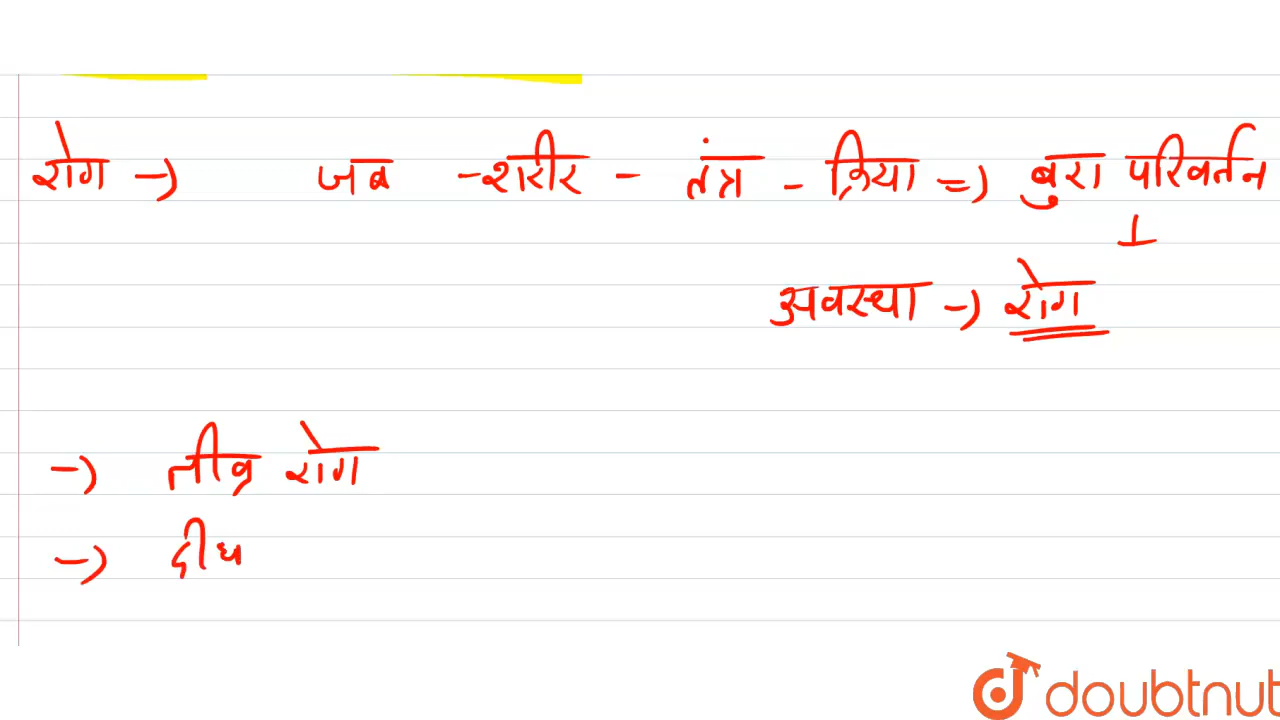 रोग → जब - शरीर - तंत्र - क्रिया => बुरा परिवर्तन
अवस्था → रोग
→ तीव्र रोग
→ दीघ
doubtnut